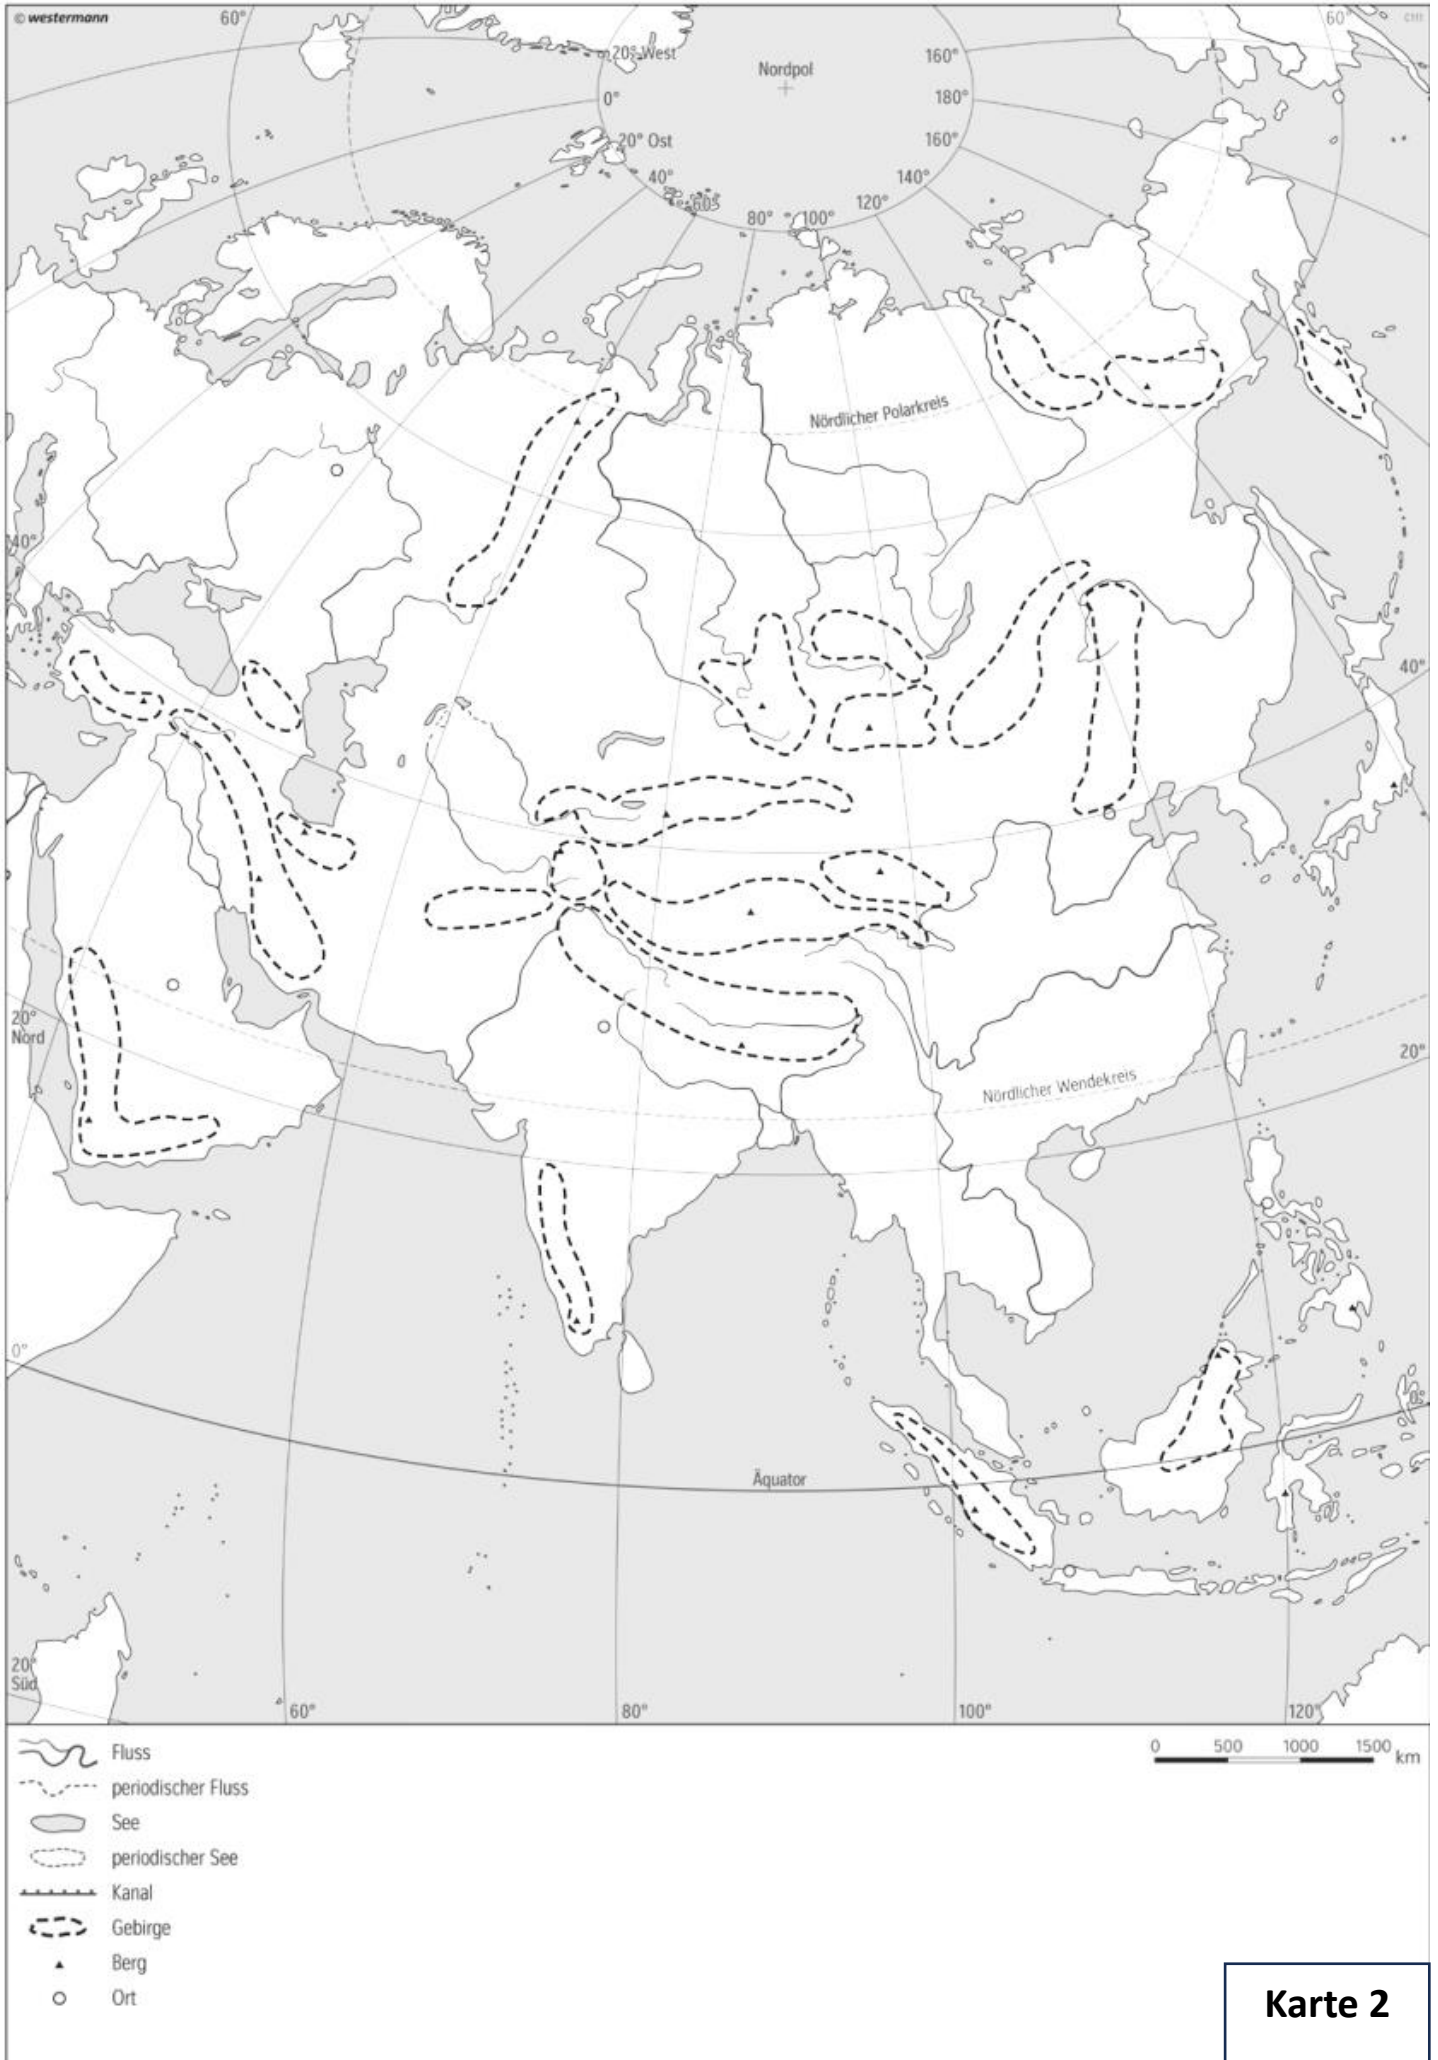 © westermann
60°
60°
20° West
Nordpol
160°
0°
180°
20° Ost
160°
40°
140°
60°
80°
100°
120°
Nördlicher Polarkreis
40°
40°
20°
Nord
20°
Nördlicher Wendekreis
0°
0°
Äquator
20°
Süd
60°
80°
100°
120°
Fluss
0 500 1000 1500 km
periodischer Fluss
See
periodischer See
Kanal
Gebirge
Berg
Ort
Karte 2